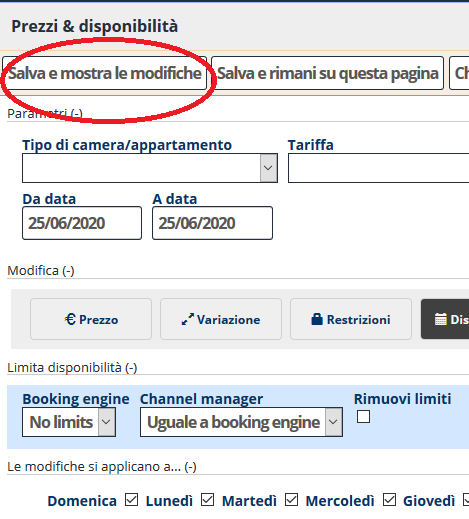 Prezzi & disponibilità
Salva e mostra le modifiche Salva e rimani su questa pagina Ch
Parametri (-)
Tipo di camera/appartamento Tariffa
Da data A data
25/06/2020 25/06/2020
Modifica (-)
€ Prezzo Variazione Restrizioni Dis
Limita disponibilità (-)
Booking engine Channel manager Rimuovi limiti
No limits Uguale a booking engine
Le modifiche si applicano a... (-)
Domenica Lunedì Martedì Mercoledì Giovedì